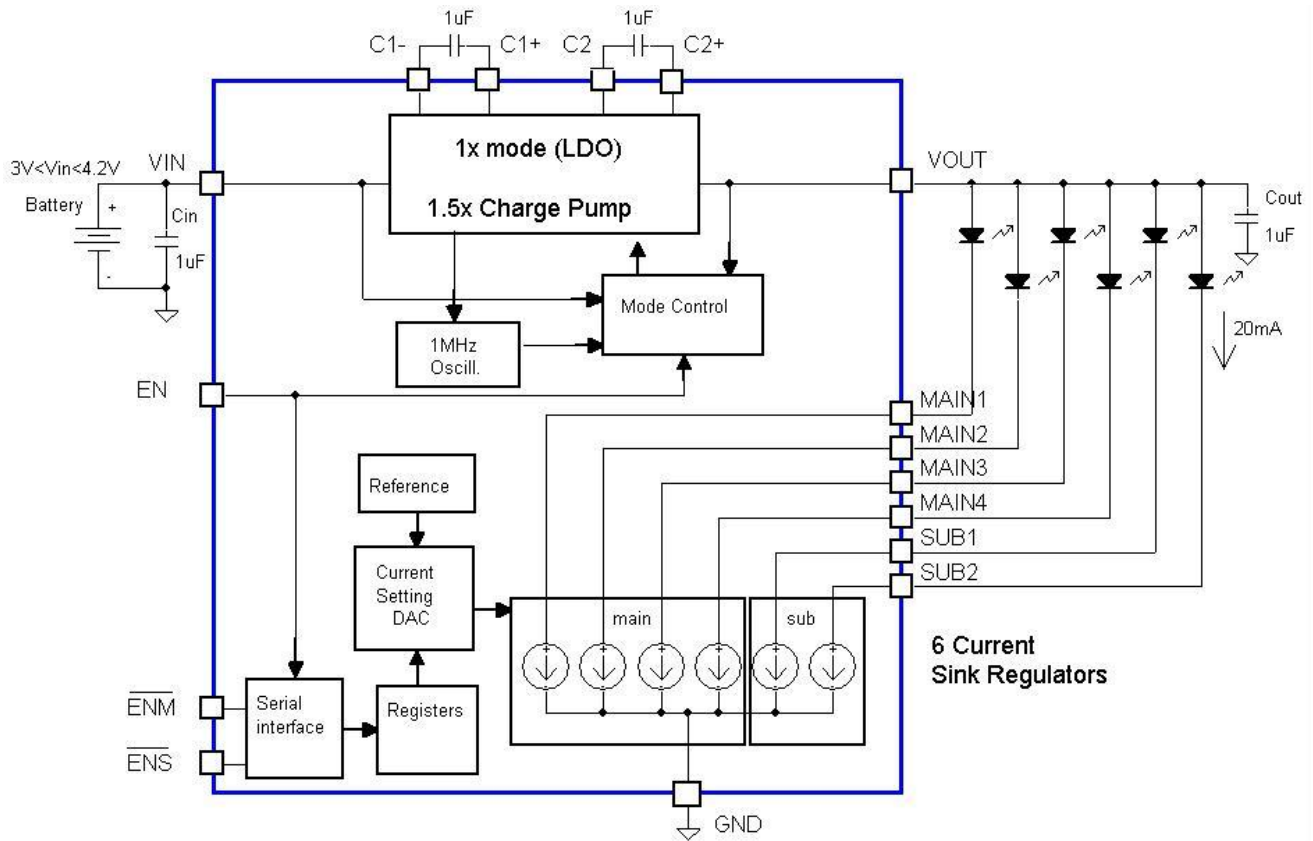 1uF
1uF
C1-
C1+
C2
C2+
1x mode (LDO)
1.5x Charge Pump
3V<Vin<4.2V
VIN
VOUT
Battery
+
-
Cin
1uF
Cout
1uF
Mode Control
1MHz
Oscill.
20mA
EN
MAIN1
MAIN2
MAIN3
MAIN4
SUB1
SUB2
Reference
Current
Setting
DAC
main
sub
+
+
+
+
+
+
6 Current
Sink Regulators
ENM
ENS
Serial
interface
Registers
GND